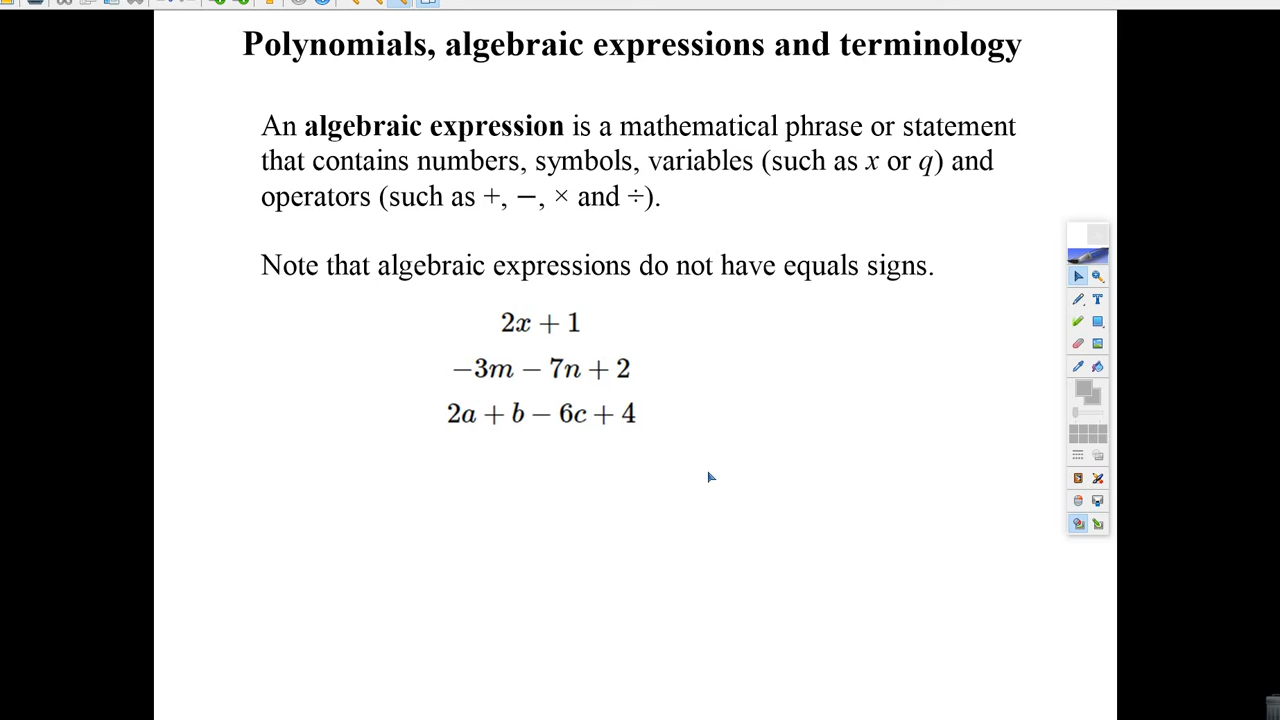 Polynomials, algebraic expressions and terminology
An algebraic expression is a mathematical phrase or statement
that contains numbers, symbols, variables (such as x or q) and
operators (such as +, −, × and ÷).
Note that algebraic expressions do not have equals signs.
2x + 1
−3m − 7n + 2
2a + b − 6c + 4